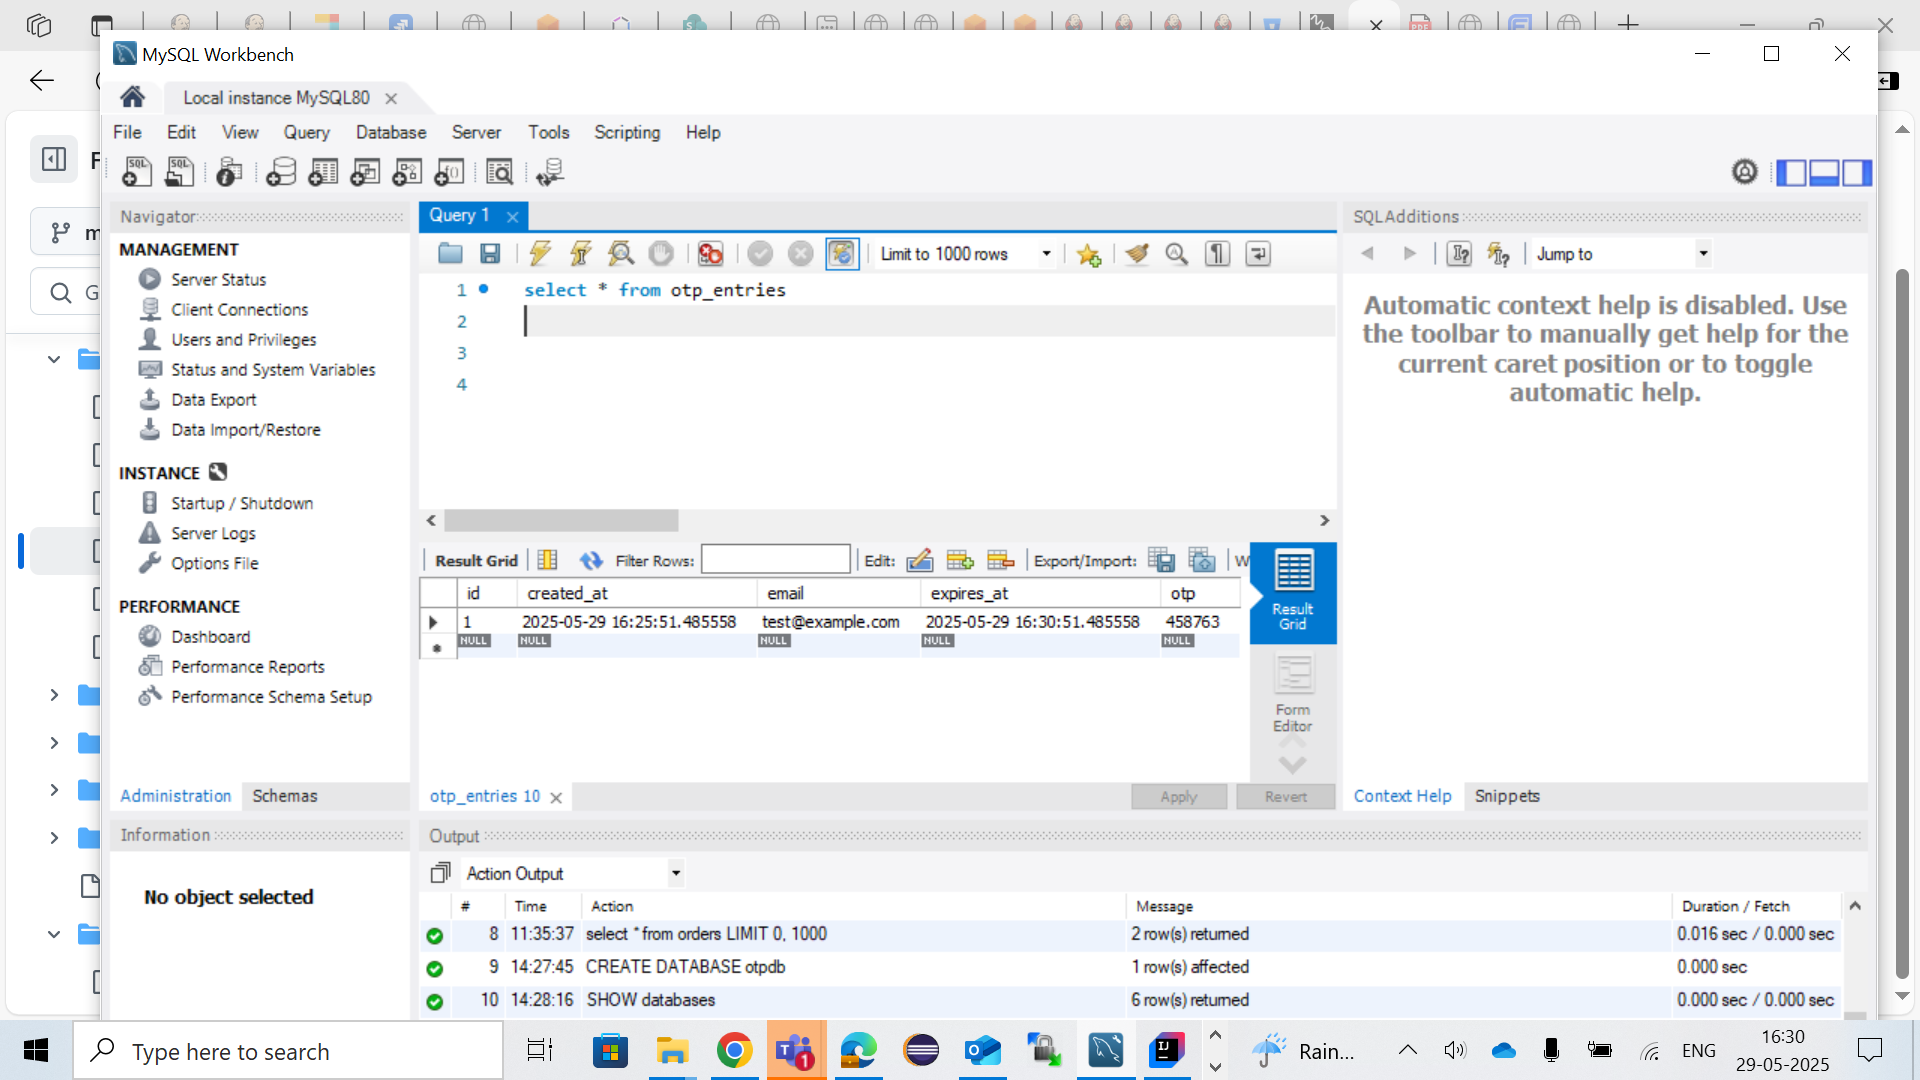 MySQL Workbench
Local instance MySQL80
File Edit View Query Database Server Tools Scripting Help
Navigator
MANAGEMENT
Server Status
Client Connections
Users and Privileges
Status and System Variables
Data Export
Data Import/Restore
INSTANCE
Startup / Shutdown
Server Logs
Options File
PERFORMANCE
Dashboard
Performance Reports
Performance Schema Setup
Administration Schemas
Information
No object selected
Query 1
Limit to 1000 rows
1 select * from otp_entries
2
3
4
Result Grid Filter Rows: Edit: Export/Import: W
id created_at email expires_at otp
1 2025-05-29 16:25:51.485558 test@example.com 2025-05-29 16:30:51.485558 458763
NULL NULL NULL NULL NULL
Result Grid
Form Editor
otp_entries 10
Apply Revert
SQLAdditions
Jump to
Automatic context help is disabled. Use
the toolbar to manually get help for the
current caret position or to toggle
automatic help.
Context Help Snippets
Output
Action Output
# Time Action Message Duration / Fetch
8 11:35:37 select * from orders LIMIT 0, 1000 2 row(s) returned 0.016 sec / 0.000 sec
9 14:27:45 CREATE DATABASE otpdb 1 row(s) affected 0.000 sec
10 14:28:16 SHOW databases 6 row(s) returned 0.000 sec / 0.000 sec
Type here to search
1
Rain...
ENG
16:30
29-05-2025